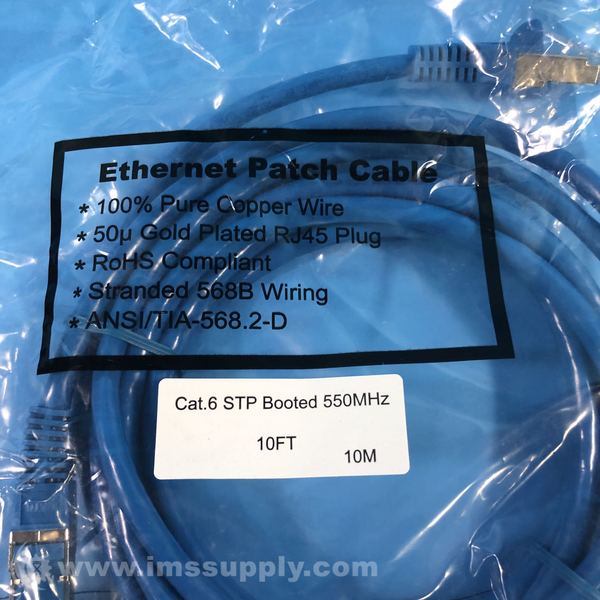 Ethernet Patch Cable
* 100% Pure Copper Wire
* 50µ Gold Plated RJ45 Plug
* RoHS Compliant
* Stranded 568B Wiring
* ANSI/TIA-568.2-D
Cat.6 STP Booted 550MHz
10FT 10M
www.imssupply.com